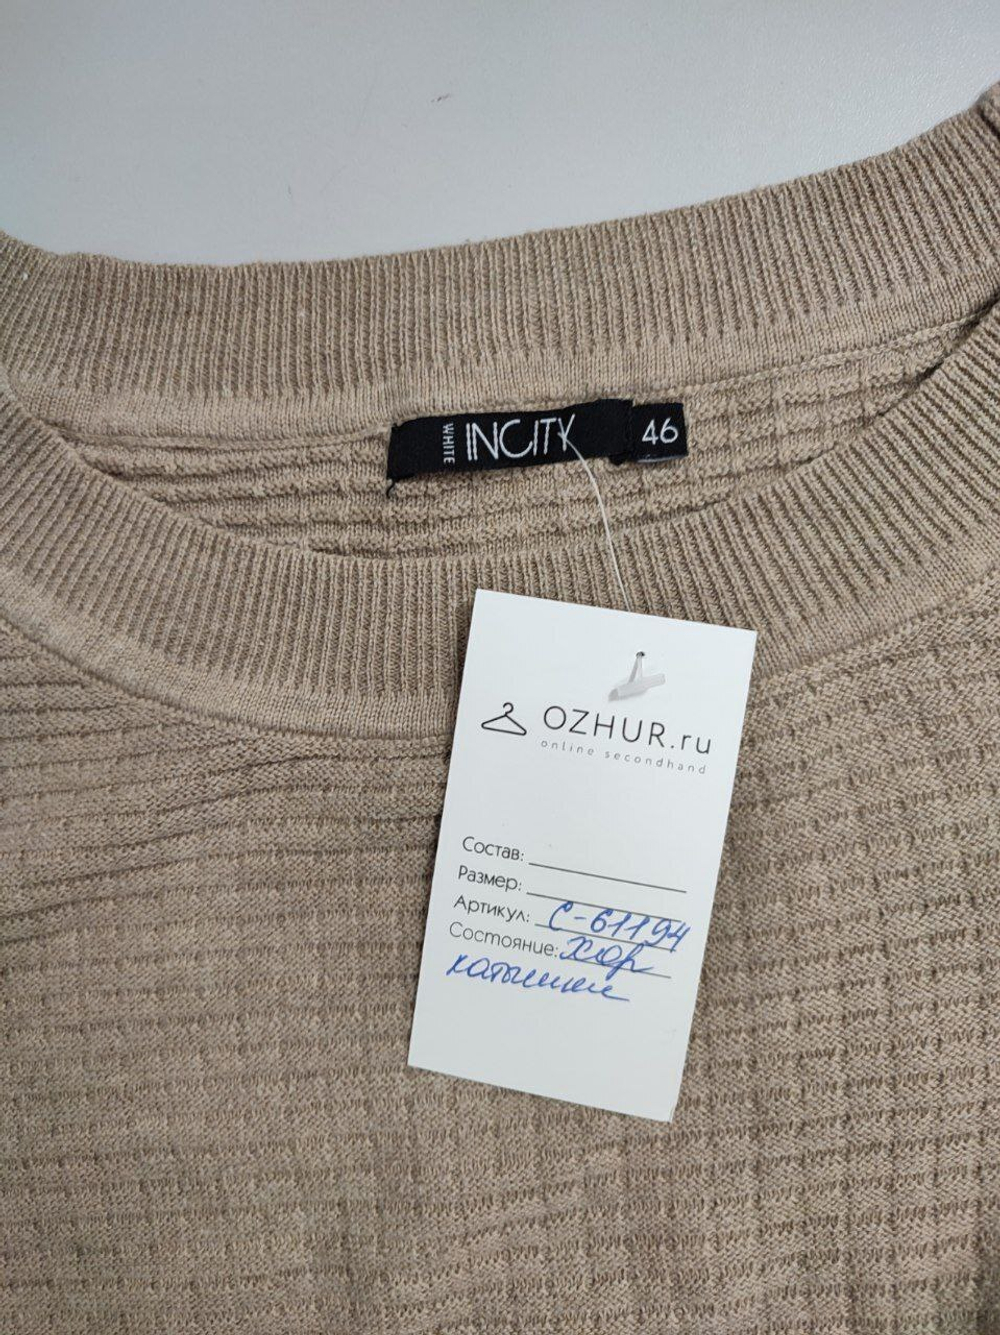 WHITE INCITY 46
OZHUR.ru
online secondhand
Состав:
Размер:
Артикул: С-61194
Состояние: хор
катышки